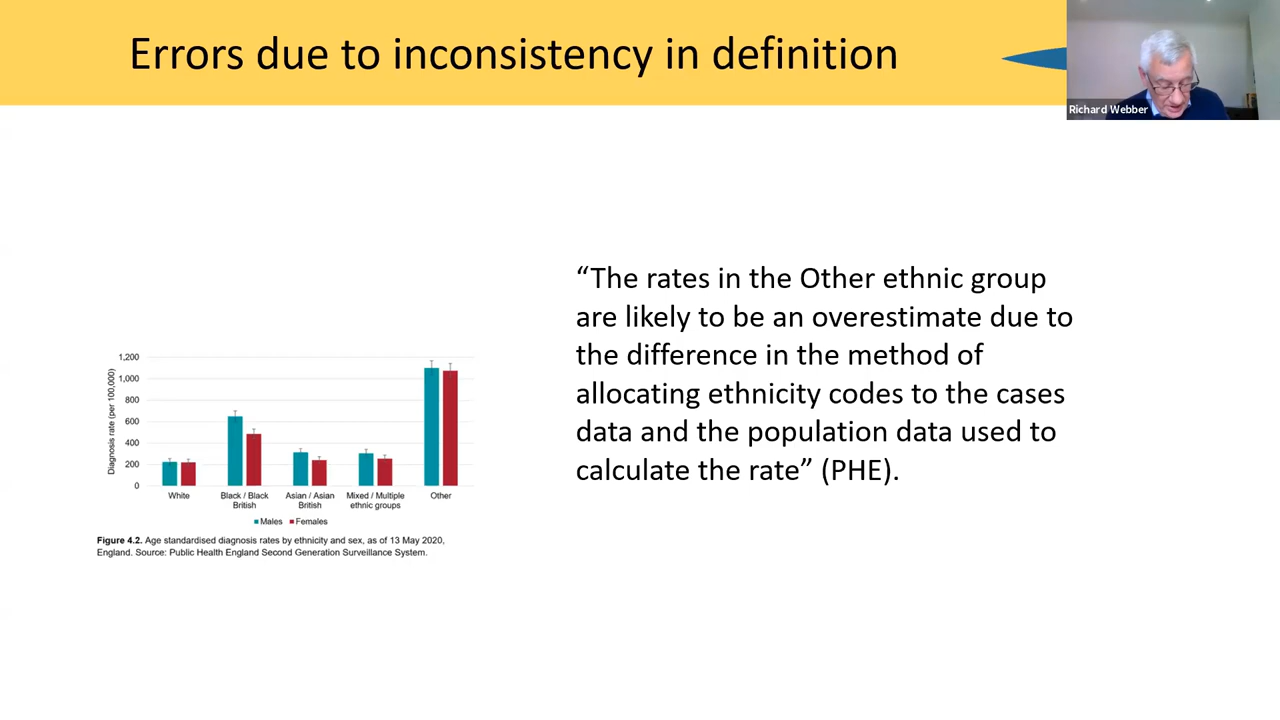 Errors due to inconsistency in definition
Richard Webber
“The rates in the Other ethnic group
are likely to be an overestimate due to
the difference in the method of
allocating ethnicity codes to the cases
data and the population data used to
calculate the rate” (PHE).
Diagnosis rate (per 100,000)
1,200
1,000
800
600
400
200
0
White
Black / Black
British
Asian / Asian
British
Mixed / Multiple
ethnic groups
Other
Males Females
Figure 4.2. Age standardised diagnosis rates by ethnicity and sex, as of 13 May 2020,
England. Source: Public Health England Second Generation Surveillance System.